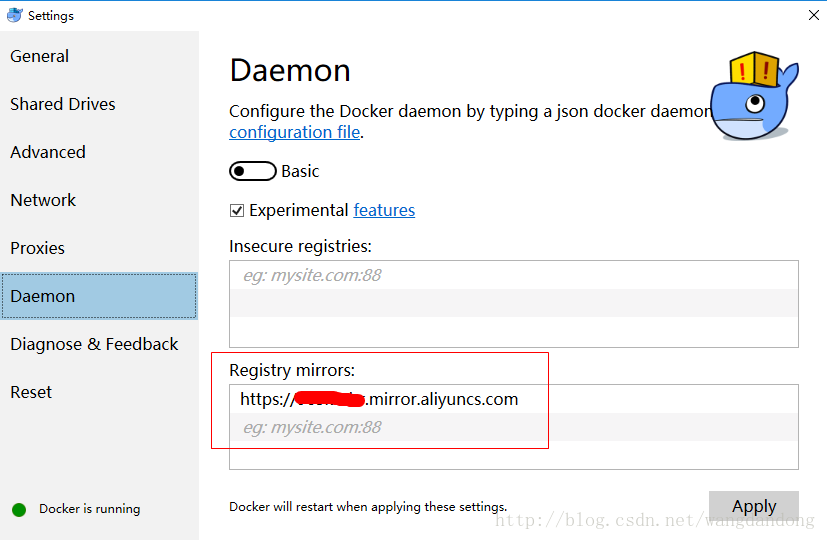 Settings
General
Shared Drives
Advanced
Network
Proxies
Daemon
Diagnose & Feedback
Reset
Docker is running
Daemon
Configure the Docker daemon by typing a json docker daemon
configuration file.
Basic
Experimental features
Insecure registries:
eg: mysite.com:88
Registry mirrors:
https://.mirror.aliyuncs.com
eg: mysite.com:88
Docker will restart when applying these settings.
Apply
http://blog.csdn.net/wangdandong